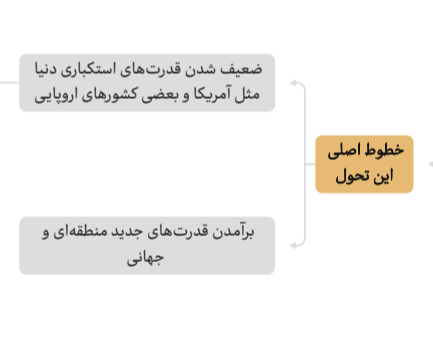 خطوط اصلی
این تحول
ضعیف شدن قدرت‌های استکباری دنیا
مثل آمریکا و بعضی کشورهای اروپایی
برآمدن قدرت‌های جدید منطقه‌ای و
جهانی